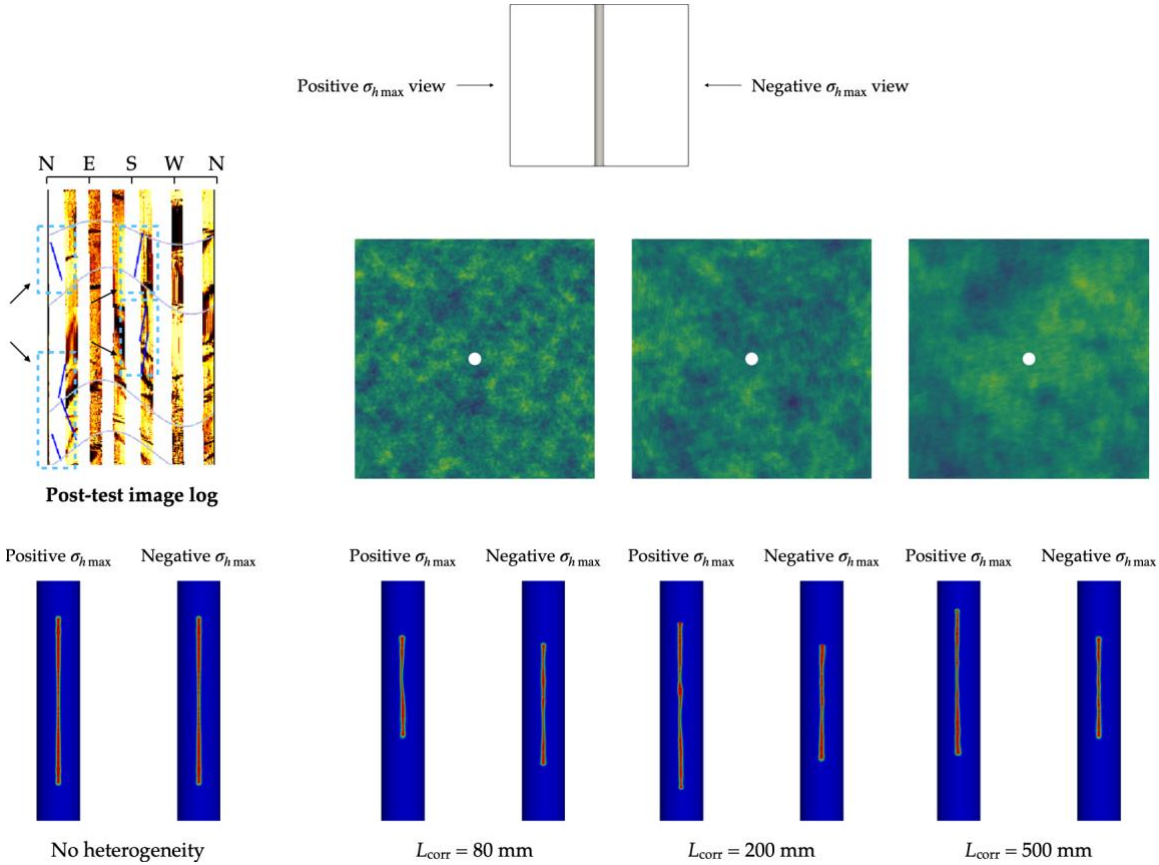 Positive σh max view
Negative σh max view
N E S W N
Post-test image log
Positive σh max
Negative σh max
Positive σh max
Negative σh max
Positive σh max
Negative σh max
Positive σh max
Negative σh max
No heterogeneity
Lcorr = 80 mm
Lcorr = 200 mm
Lcorr = 500 mm